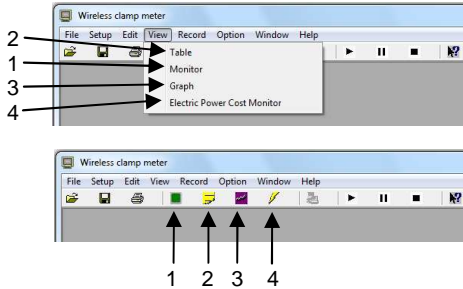 Wireless clamp meter
File Setup Edit View Record Option Window Help
2 Table
1 Monitor
3 Graph
4 Electric Power Cost Monitor
Wireless clamp meter
File Setup Edit View Record Option Window Help
1 2 3 4